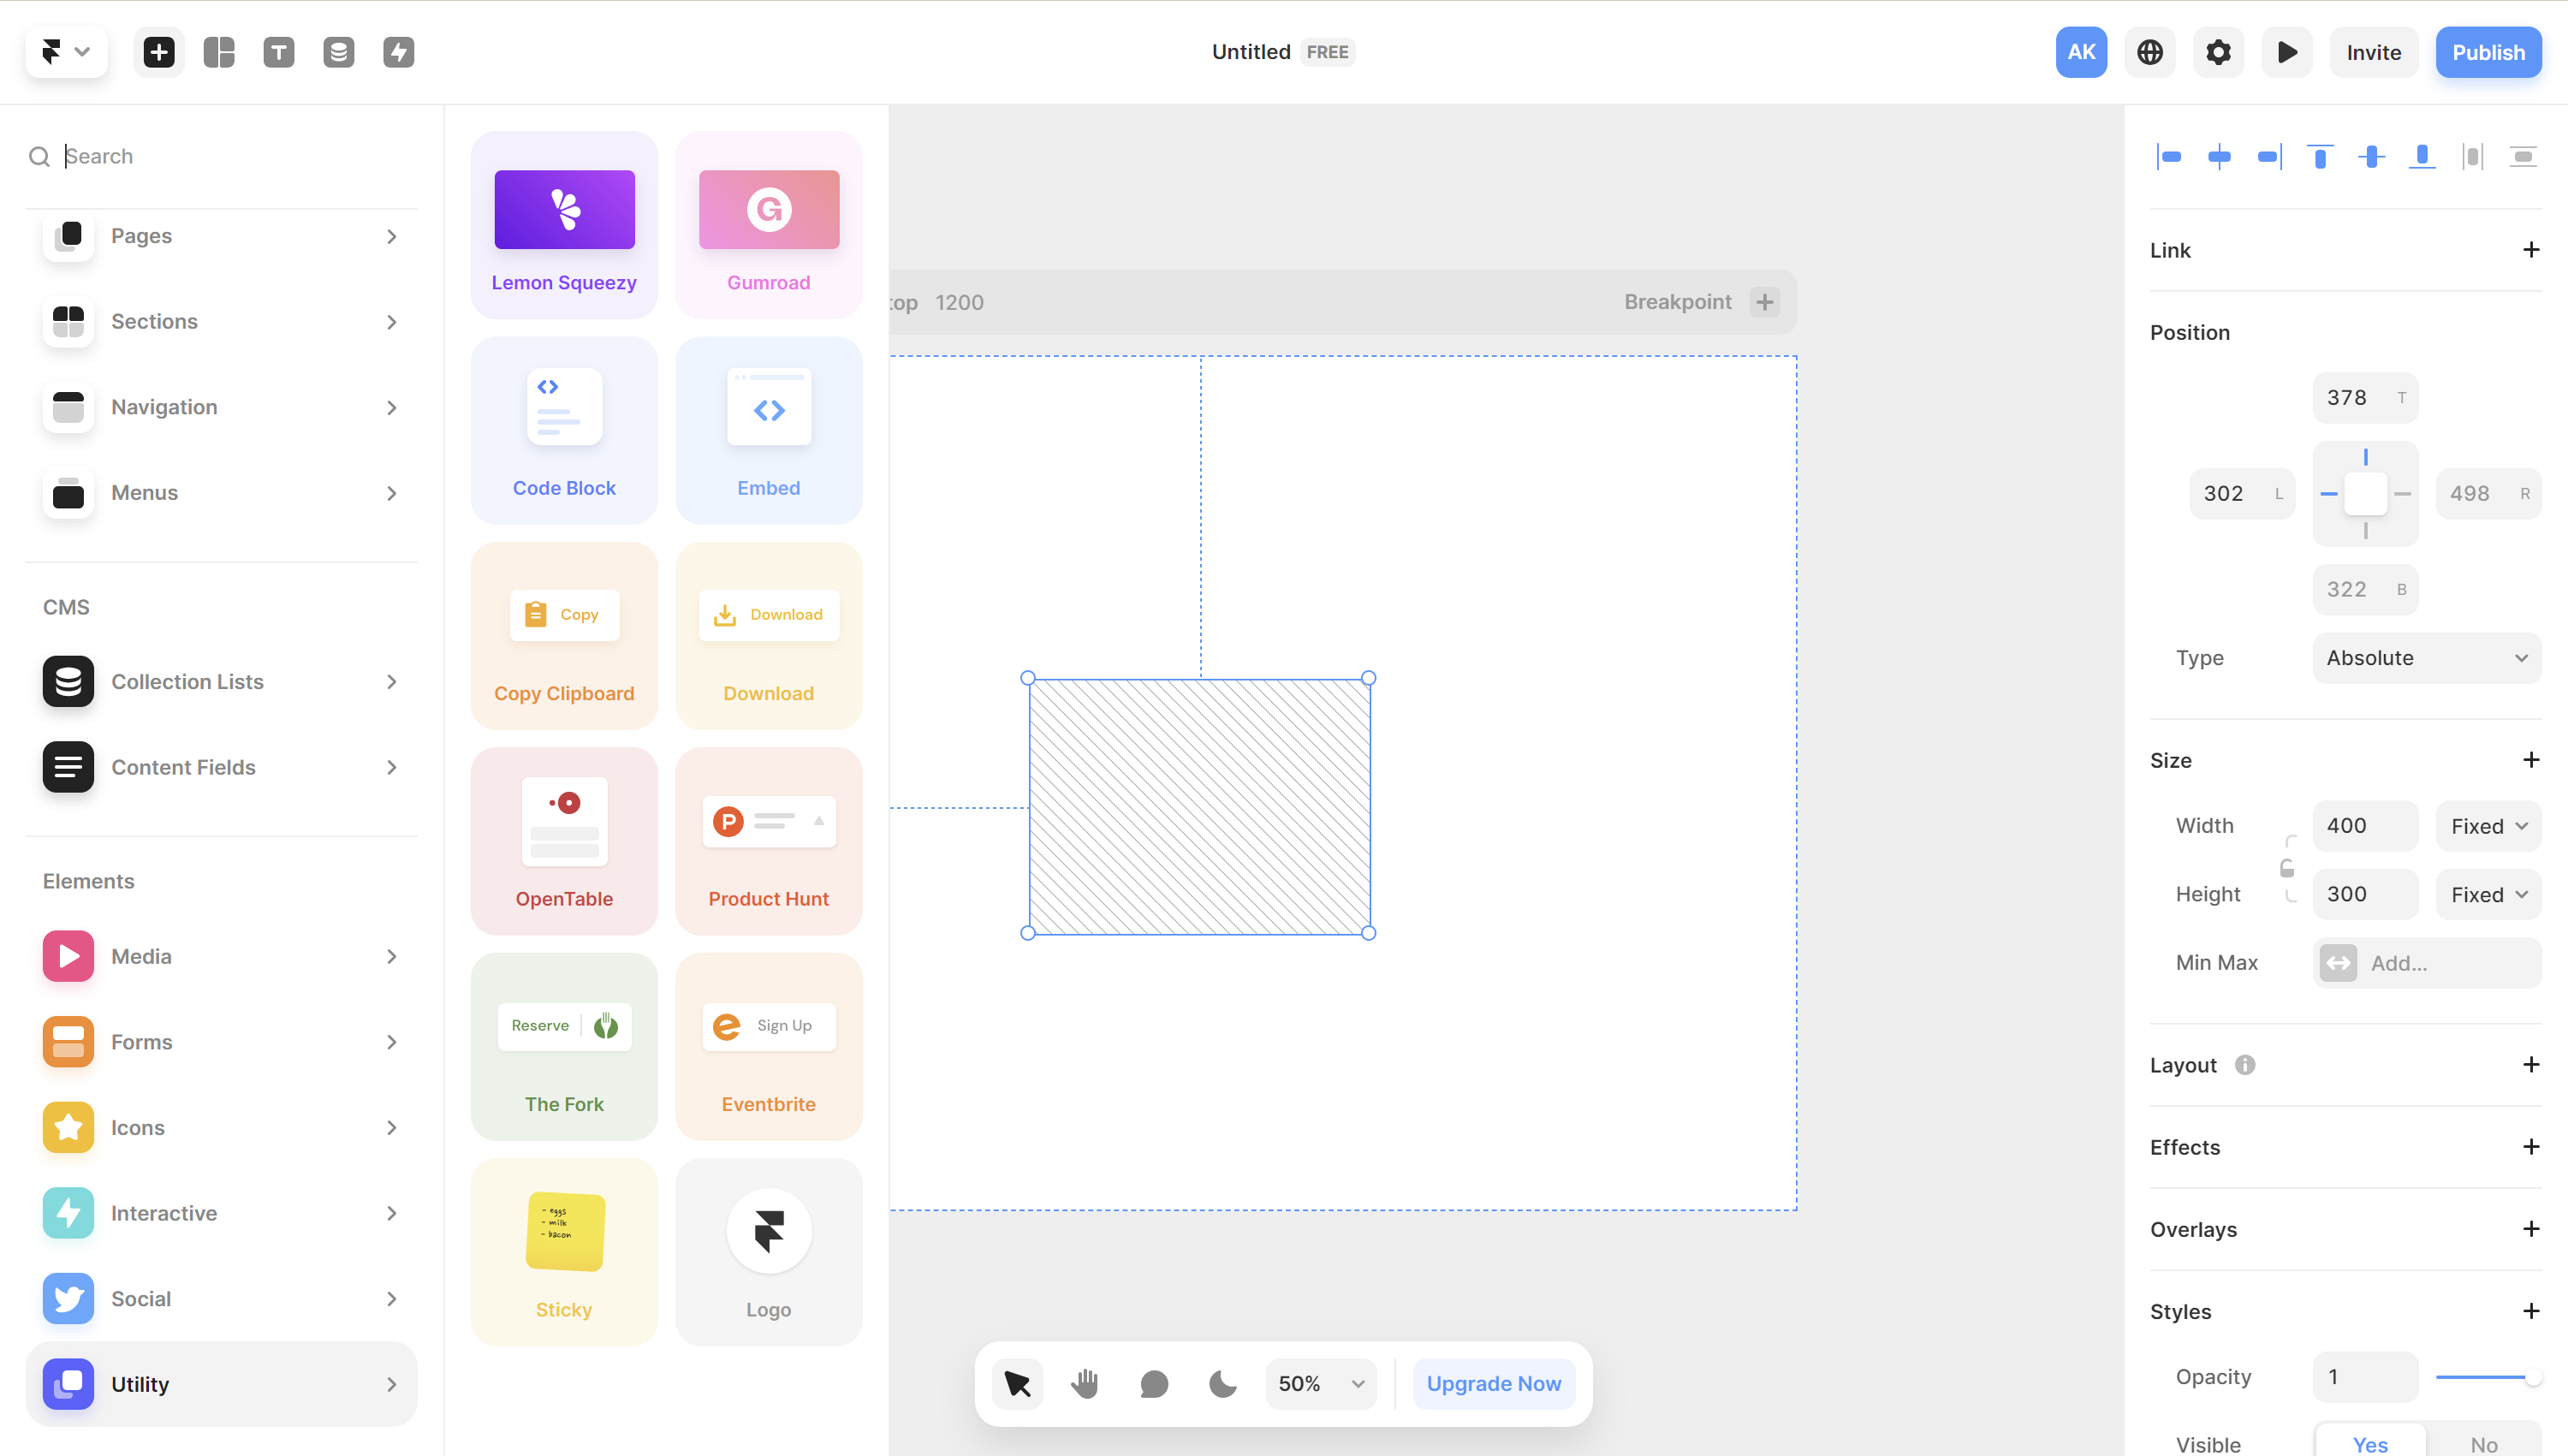 Untitled FREE
AK
Invite
Publish
Search
Pages
Sections
Navigation
Menus
CMS
Collection Lists
Content Fields
Elements
Media
Forms
Icons
Interactive
Social
Utility
Lemon Squeezy
G
Gumroad
Code Block
Embed
Copy
Copy Clipboard
Download
Download
OpenTable
P
Product Hunt
Reserve
The Fork
Sign Up
Eventbrite
- eggs
- milk
- bacon
Sticky
Logo
top 1200
Breakpoint
50%
Upgrade Now
Link
Position
378 T
302 L
498 R
322 B
Type Absolute
Size
Width 400 Fixed
Height 300 Fixed
Min Max Add...
Layout
Effects
Overlays
Styles
Opacity 1
Visible Yes No